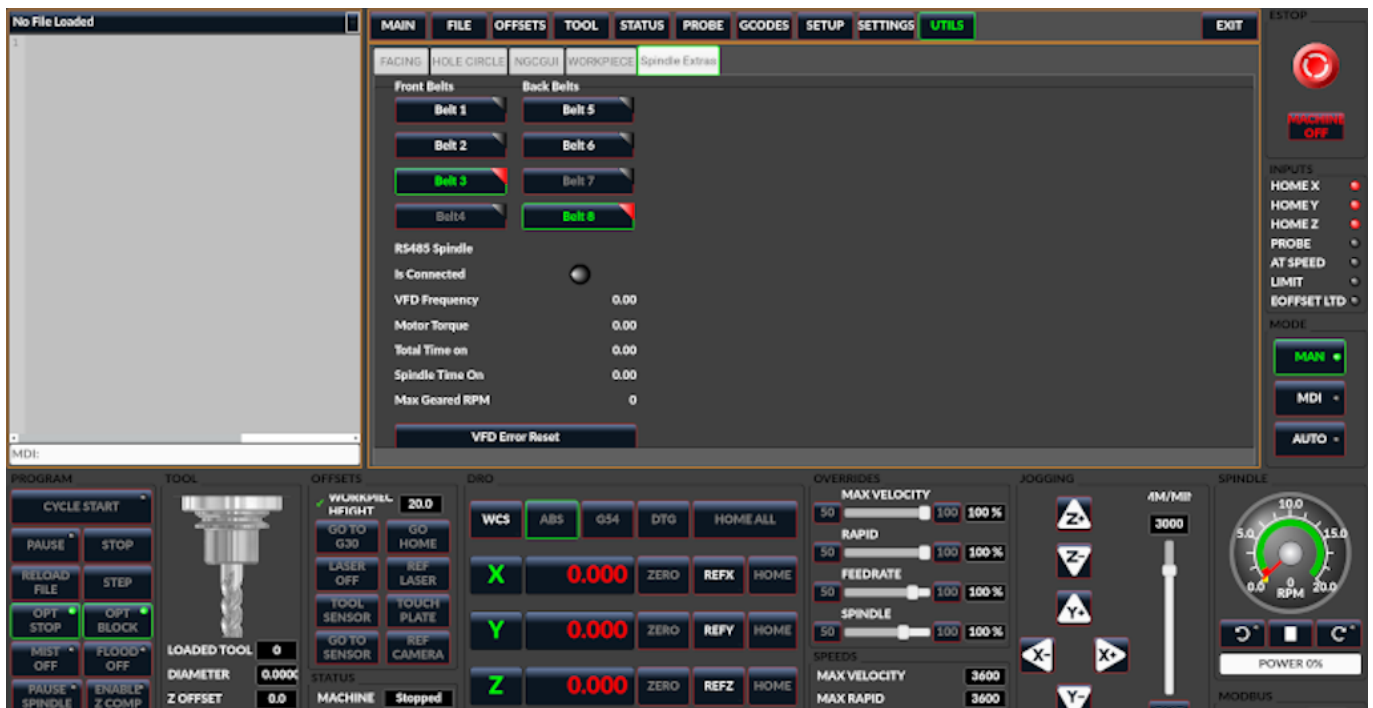 No File Loaded
MAIN FILE OFFSETS TOOL STATUS PROBE GCODES SETUP SETTINGS UTILS EXIT
ESTOP
1
FACING HOLE CIRCLE NGCGUI WORKPIECE Spindle Extras
Front Belts Back Belts
Belt 1 Belt 5
Belt 2 Belt 6
Belt 3 Belt 7
Belt4 Belt 8
RS485 Spindle
Is Connected
VFD Frequency 0.00
Motor Torque 0.00
Total Time on 0.00
Spindle Time On 0.00
Max Geared RPM 0
VFD Error Reset
MACHINE
OFF
INPUTS
HOME X
HOME Y
HOME Z
PROBE
AT SPEED
LIMIT
EOFFSET LTD
MODE
MAN
MDI
AUTO
MDI:
PROGRAM
CYCLE START
PAUSE STOP
RELOAD
FILE
STEP
OPT
STOP
OPT
BLOCK
MIST
OFF
FLOOD
OFF
PAUSE
SPINDLE
ENABLE
Z COMP
TOOL
LOADED TOOL 0
DIAMETER 0.0000
Z OFFSET 0.0
OFFSETS
WORKPIEC
HEIGHT
20.0
GO TO
G30
GO
HOME
LASER
OFF
REF
LASER
TOOL
SENSOR
TOUCH
PLATE
GO TO
SENSOR
REF
CAMERA
STATUS
MACHINE Stopped
DRO
WCS ABS G54 DTG HOME ALL
X 0.000 ZERO REFX HOME
Y 0.000 ZERO REFY HOME
Z 0.000 ZERO REFZ HOME
OVERRIDES
MAX VELOCITY
50 100 100 %
RAPID
50 100 100 %
FEEDRATE
50 100 100 %
SPINDLE
50 100 100 %
SPEEDS
MAX VELOCITY 3600
MAX RAPID 3600
JOGGING
Z+
Z-
Y+
X- X+
Y-
3000
SPINDLE
10.0
5.0 15.0
0.0 0 20.0
RPM
POWER 0%
MODBUS